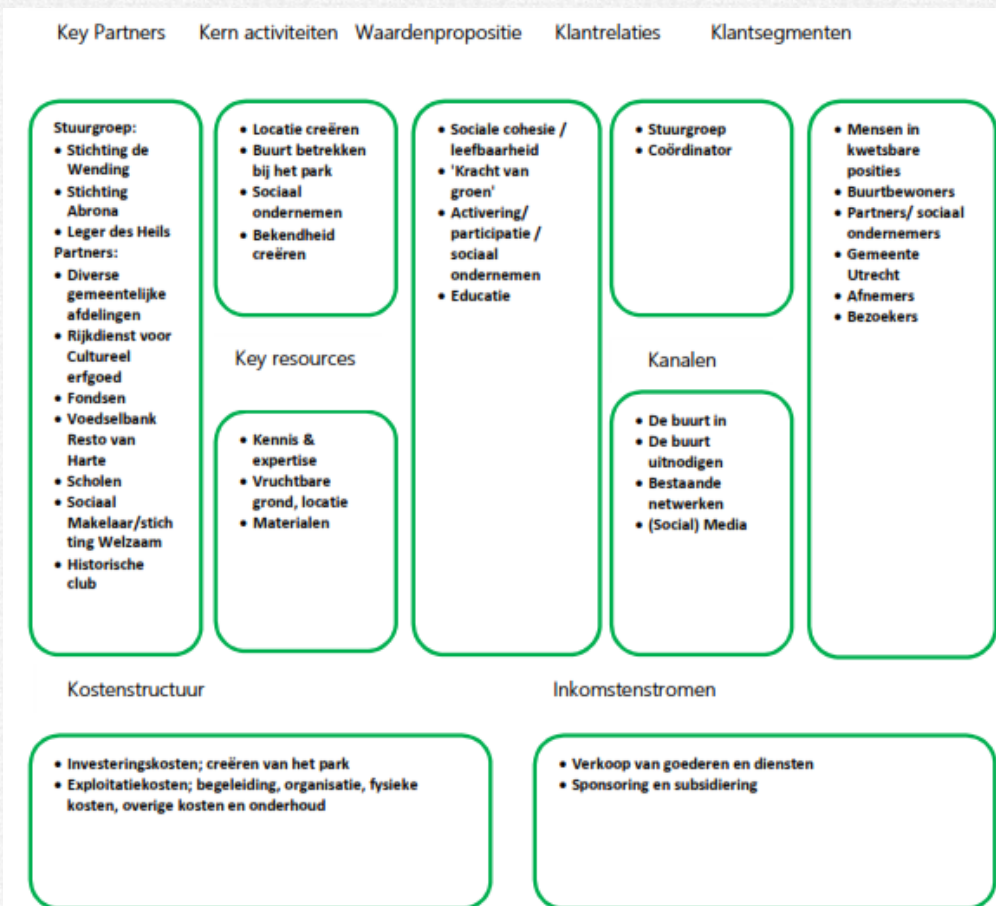 Key Partners
Kern activiteiten
Waardenpropositie
Klantrelaties
Klantsegmenten
Stuurgroep:
• Stichting de
Wending
• Stichting
Abrona
• Leger des Heils
Partners:
• Diverse
gemeentelijke
afdelingen
• Rijkdienst voor
Cultureel
erfgoed
• Fondsen
• Voedselbank
Resto van
Harte
• Scholen
• Sociaal
Makelaar/stich
ting Welzaam
• Historische
club
• Locatie creëren
• Buurt betrekken
bij het park
• Sociaal
ondernemen
• Bekendheid
creëren
Key resources
• Kennis &
expertise
• Vruchtbare
grond, locatie
• Materialen
• Sociale cohesie /
leefbaarheid
• 'Kracht van
groen'
• Activering/
participatie /
sociaal
ondernemen
• Educatie
• Stuurgroep
• Coördinator
Kanalen
• De buurt in
• De buurt
uitnodigen
• Bestaande
netwerken
• (Social) Media
• Mensen in
kwetsbare
posities
• Buurtbewoners
• Partners/ sociaal
ondernemers
• Gemeente
Utrecht
• Afnemers
• Bezoekers
Kostenstructuur
• Investeringskosten; creëren van het park
• Exploitatiekosten; begeleiding, organisatie, fysieke
kosten, overige kosten en onderhoud
Inkomstenstromen
• Verkoop van goederen en diensten
• Sponsoring en subsidiering